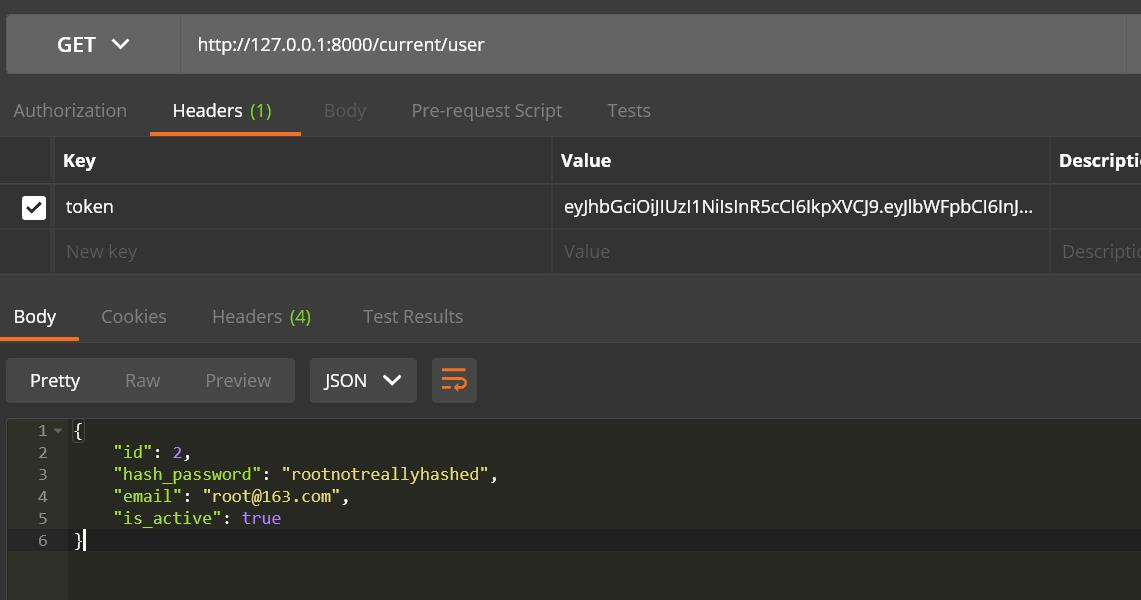 GET http://127.0.0.1:8000/current/user
Authorization Headers (1) Body Pre-request Script Tests
Key Value Descripti
token eyJhbGciOiJIUzI1NiIsInR5cCI6IkpXVCJ9.eyJlbWFpbCI6InJ...
New key Value Descriptio
Body Cookies Headers (4) Test Results
Pretty Raw Preview JSON
1 {
2 "id": 2,
3 "hash_password": "rootnotreallyhashed",
4 "email": "root@163.com",
5 "is_active": true
6 }